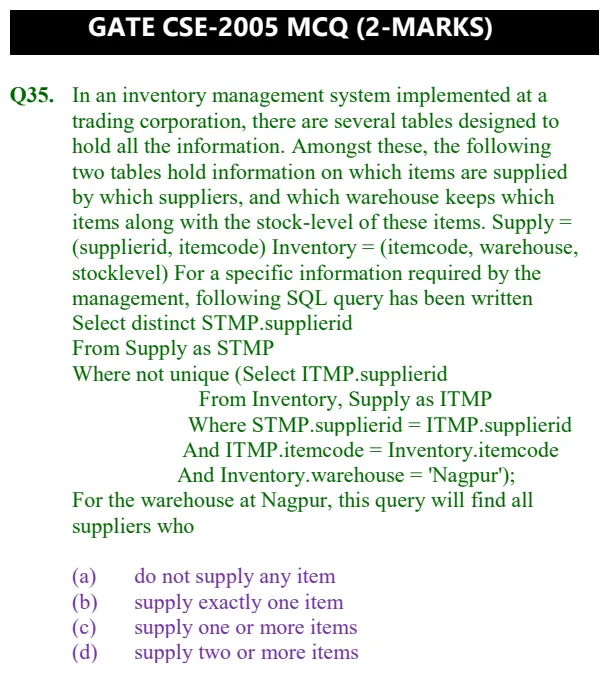 GATE CSE-2005 MCQ (2-MARKS)
Q35. In an inventory management system implemented at a
trading corporation, there are several tables designed to
hold all the information. Amongst these, the following
two tables hold information on which items are supplied
by which suppliers, and which warehouse keeps which
items along with the stock-level of these items. Supply =
(supplierid, itemcode) Inventory = (itemcode, warehouse,
stocklevel) For a specific information required by the
management, following SQL query has been written
Select distinct STMP.supplierid
From Supply as STMP
Where not unique (Select ITMP.supplierid
From Inventory, Supply as ITMP
Where STMP.supplierid = ITMP.supplierid
And ITMP.itemcode = Inventory.itemcode
And Inventory.warehouse = 'Nagpur');
For the warehouse at Nagpur, this query will find all
suppliers who
(a) do not supply any item
(b) supply exactly one item
(c) supply one or more items
(d) supply two or more items